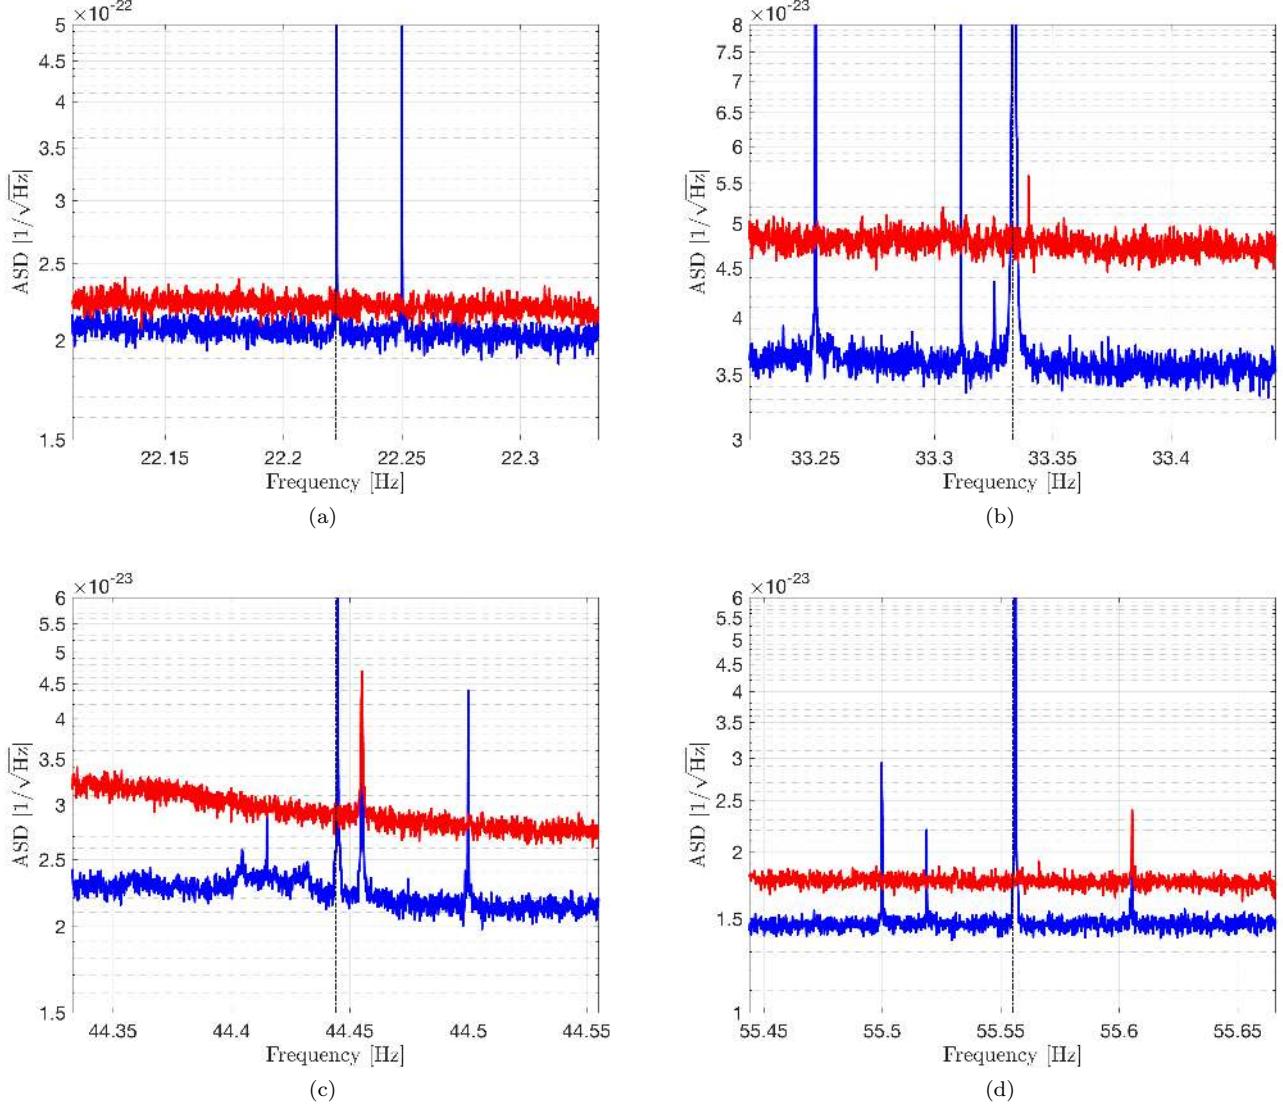 ×10⁻²²
5
4.5
4
3.5
3
2.5
2
1.5
ASD [1/√Hz]
22.15 22.2 22.25 22.3
Frequency [Hz]
(a)
×10⁻²³
8
7.5
7
6.5
6
5.5
5
4.5
4
3.5
3
ASD [1/√Hz]
33.25 33.3 33.35 33.4
Frequency [Hz]
(b)
×10⁻²³
6
5.5
5
4.5
4
3.5
3
2.5
2
1.5
ASD [1/√Hz]
44.35 44.4 44.45 44.5 44.55
Frequency [Hz]
(c)
×10⁻²³
6
5.5
5
4.5
4
3.5
3
2.5
2
1.5
1
ASD [1/√Hz]
55.45 55.5 55.55 55.6 55.65
Frequency [Hz]
(d)